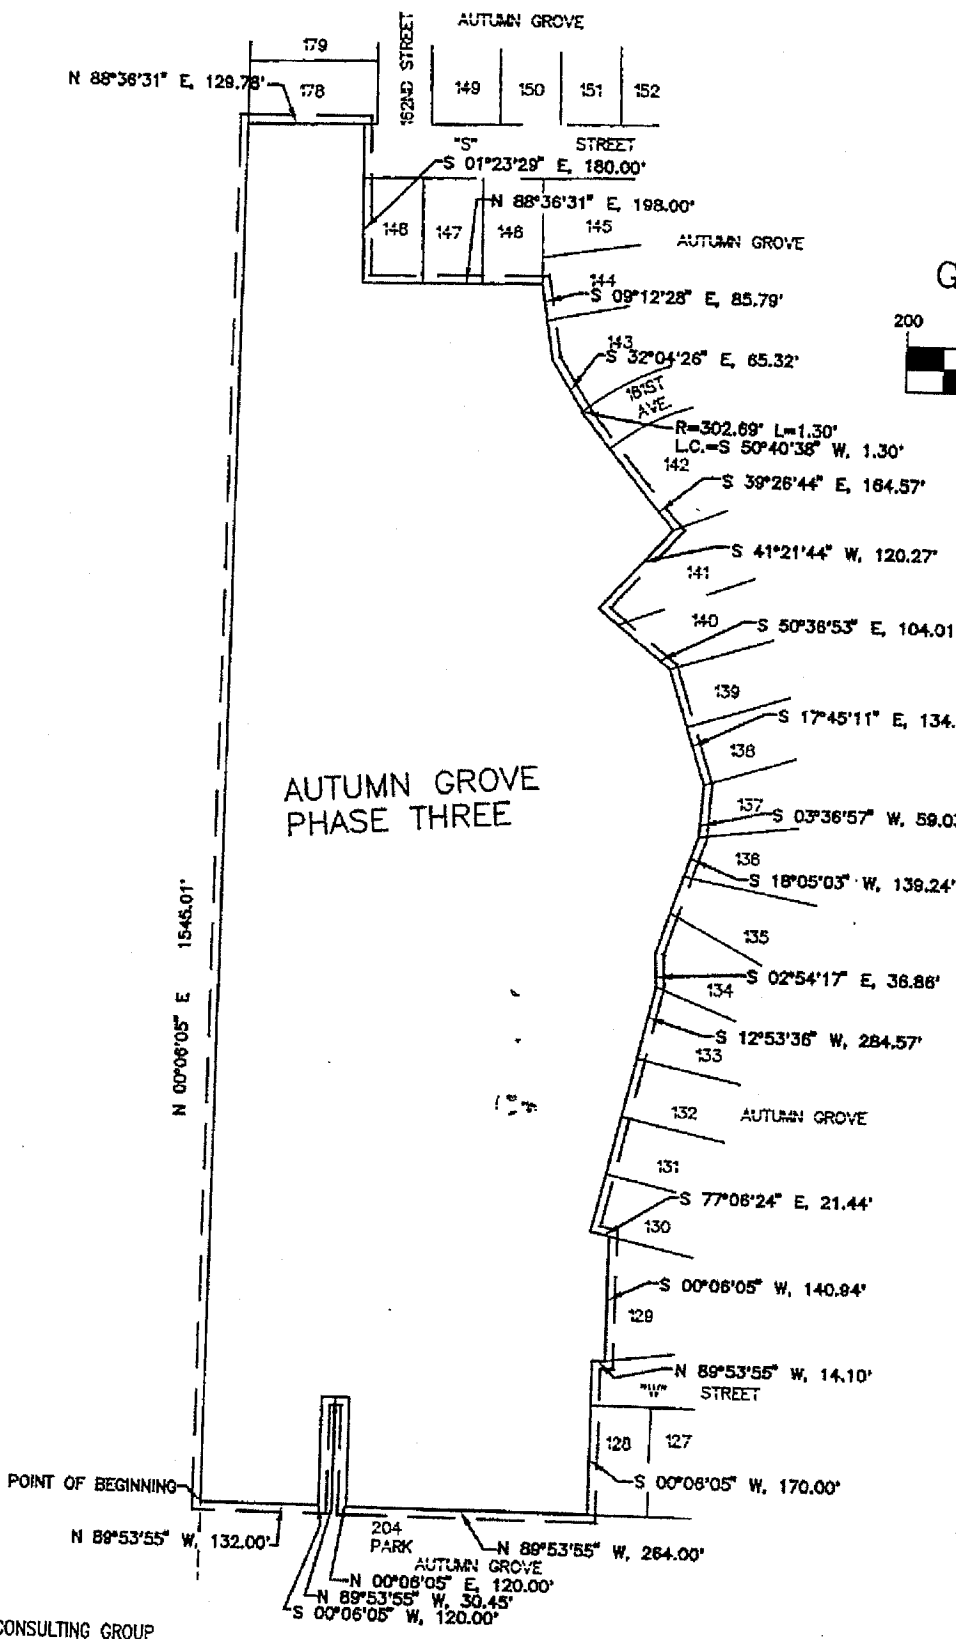 AUTUMN GROVE
179
162ND STREET
N 88°36'31" E, 129.78'
178
149
150
151
152
"S" STREET
S 01°23'29" E, 180.00'
N 88°36'31" E, 198.00'
148
147
146
145
AUTUMN GROVE
G
144
S 09°12'28" E, 85.79'
200
143
S 32°04'26" E, 65.32'
181ST
AVE.
R=302.69' L=1.30'
L.C.=S 50°40'38" W, 1.30'
142
S 39°26'44" E, 164.57'
S 41°21'44" W, 120.27'
141
140
S 50°36'53" E, 104.01
139
S 17°45'11" E, 134.
138
AUTUMN GROVE
PHASE THREE
137
S 03°36'57" W, 59.03
136
S 18°05'03" W, 139.24'
N 00°06'05" E 1545.01'
135
S 02°54'17" E, 36.86'
134
S 12°53'36" W, 284.57'
133
132
AUTUMN GROVE
131
S 77°06'24" E, 21.44'
130
S 00°06'05" W, 140.94'
129
N 89°53'55" W, 14.10'
"W" STREET
128
127
POINT OF BEGINNING
S 00°06'05" W, 170.00'
N 89°53'55" W, 132.00'
204
PARK
N 89°53'55" W, 264.00'
AUTUMN GROVE
N 00°06'05" E, 120.00'
N 89°53'55" W, 30.45'
S 00°06'05" W, 120.00'
CONSULTING GROUP